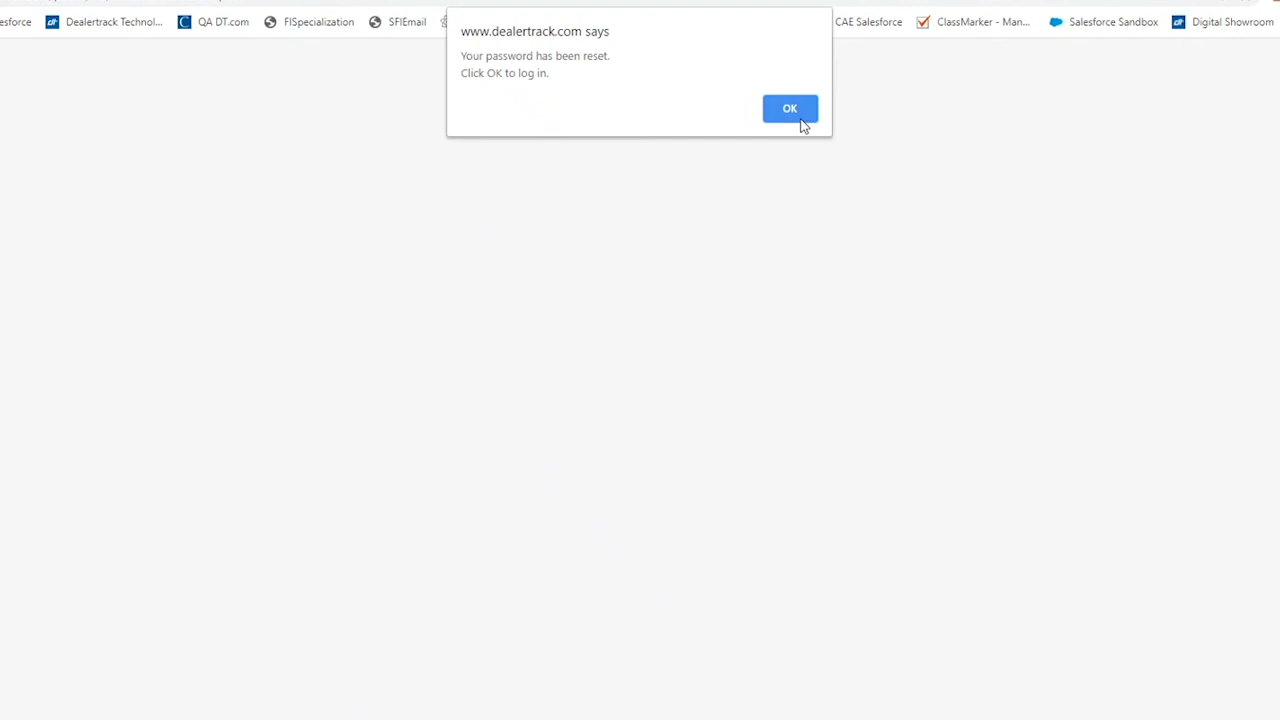 esforce Dealertrack Technol... QA DT.com FISpecialization SFIEmail CAE Salesforce ClassMarker - Man... Salesforce Sandbox Digital Showroom
www.dealertrack.com says
Your password has been reset.
Click OK to log in.
OK